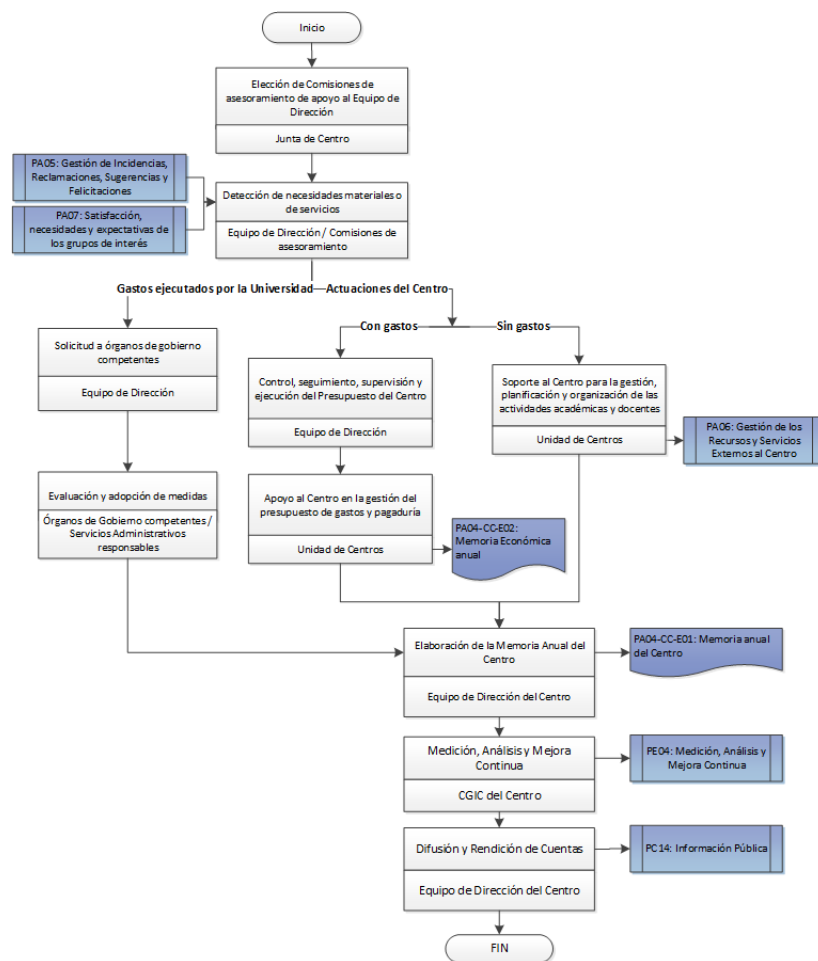 Inicio
Elección de Comisiones de
asesoramiento de apoyo al Equipo de
Dirección
Junta de Centro
PA05: Gestión de Incidencias,
Reclamaciones, Sugerencias y
Felicitaciones
PA07: Satisfacción,
necesidades y expectativas de
los grupos de interés
Detección de necesidades materiales o
de servicios
Equipo de Dirección / Comisiones de
asesoramiento
Gastos ejecutados por la Universidad
Actuaciones del Centro
Con gastos
Sin gastos
Solicitud a órganos de gobierno
competentes
Equipo de Dirección
Control, seguimiento, supervisión y
ejecución del Presupuesto del Centro
Equipo de Dirección
Soporte al Centro para la gestión,
planificación y organización de las
actividades académicas y docentes
Unidad de Centros
PA06: Gestión de los
Recursos y Servicios
Externos al Centro
Evaluación y adopción de medidas
Órganos de Gobierno competentes /
Servicios Administrativos
responsables
Apoyo al Centro en la gestión del
presupuesto de gastos y pagaduría
Unidad de Centros
PA04-CC-E02:
Memoria Económica
anual
Elaboración de la Memoria Anual del
Centro
Equipo de Dirección del Centro
PA04-CC-E01: Memoria anual
del Centro
Medición, Análisis y Mejora
Continua
CGIC del Centro
PE04: Medición, Análisis y
Mejora Continua
Difusión y Rendición de Cuentas
Equipo de Dirección del Centro
PC14: Información Pública
FIN